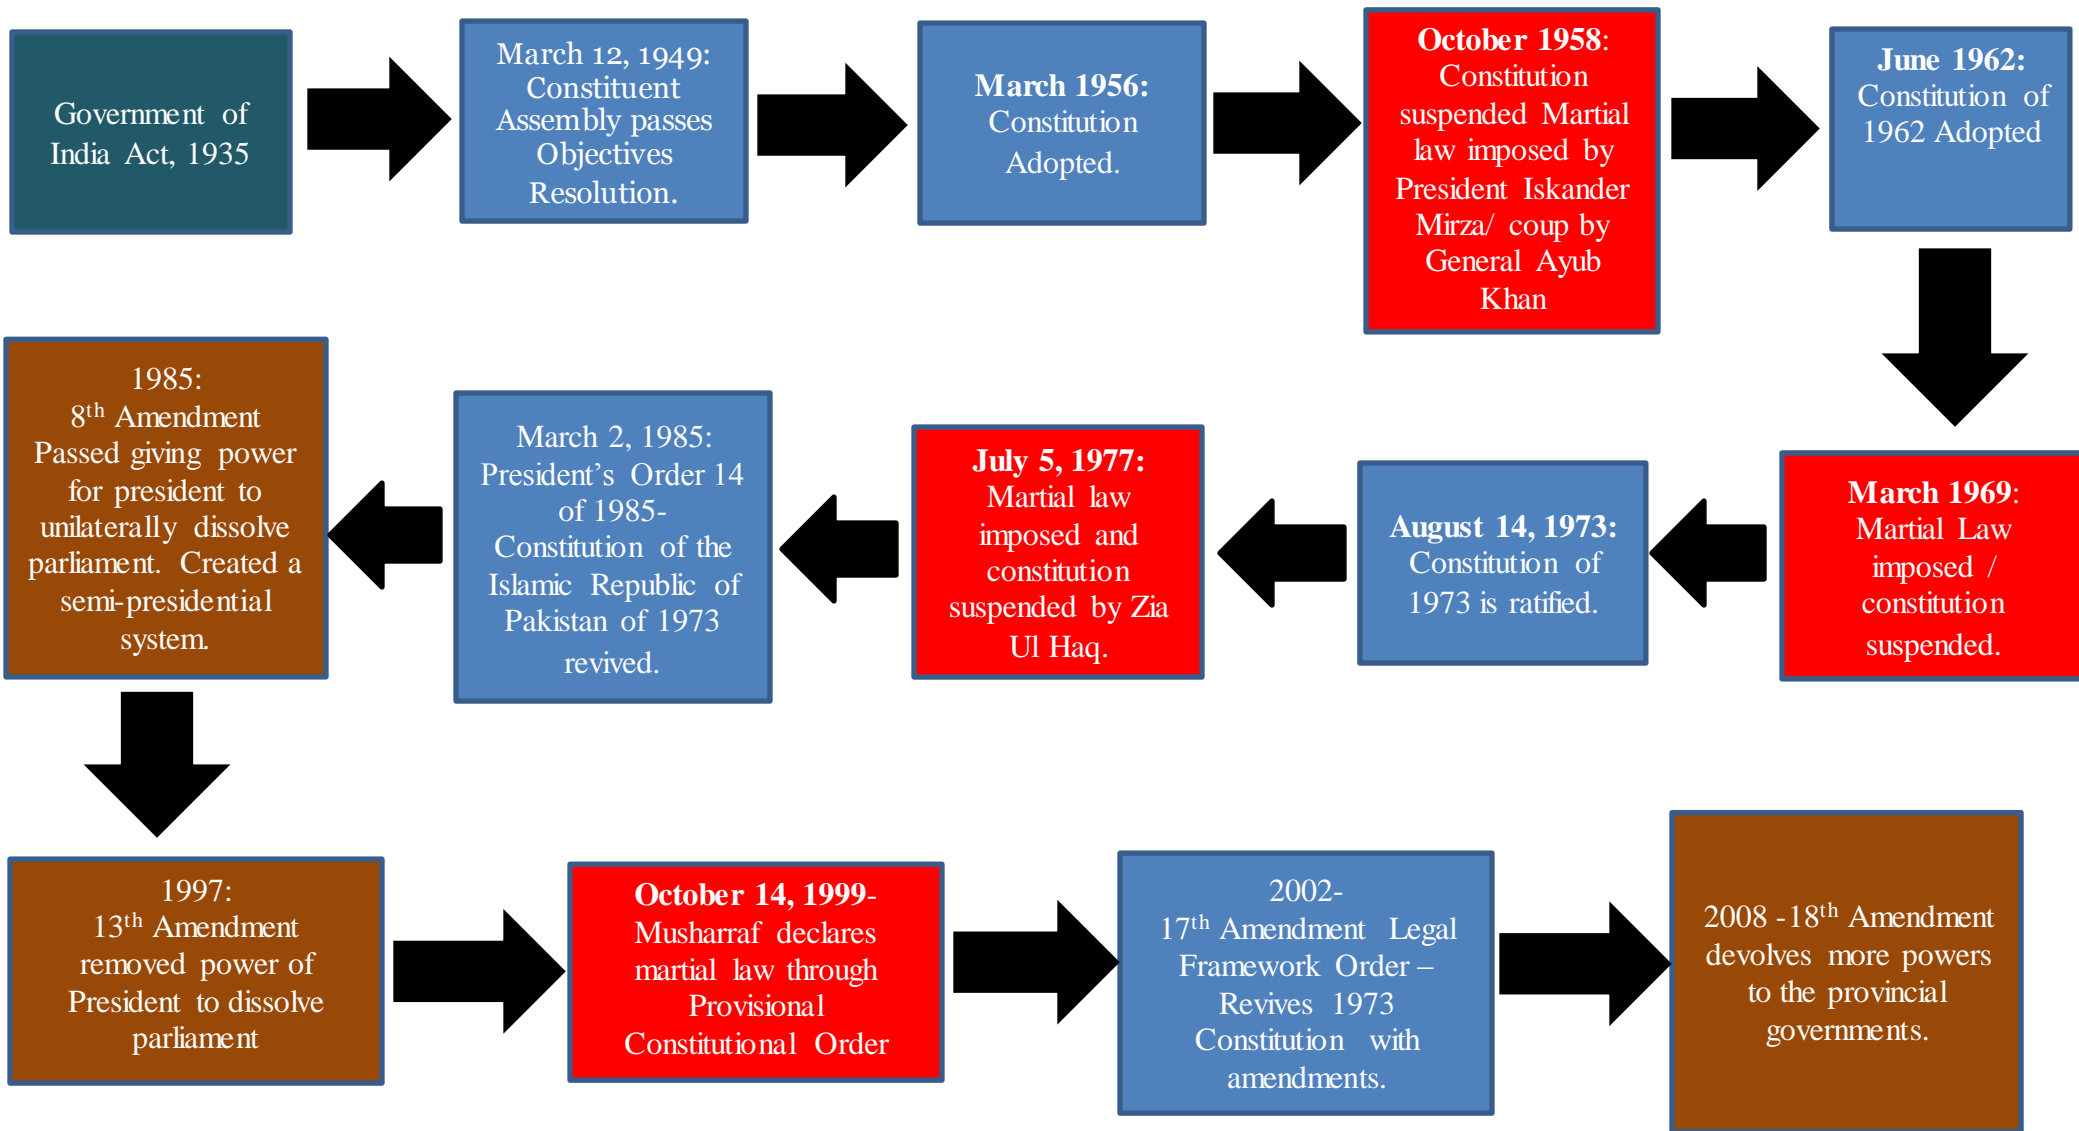 Government of
India Act, 1935
March 12, 1949:
Constituent
Assembly passes
Objectives
Resolution.
March 1956:
Constitution
Adopted.
October 1958:
Constitution
suspended Martial
law imposed by
President Iskander
Mirza/ coup by
General Ayub
Khan
June 1962:
Constitution of
1962 Adopted
March 1969:
Martial Law
imposed /
constitution
suspended.
August 14, 1973:
Constitution of
1973 is ratified.
July 5, 1977:
Martial law
imposed and
constitution
suspended by Zia
Ul Haq.
March 2, 1985:
President’s Order 14
of 1985-
Constitution of the
Islamic Republic of
Pakistan of 1973
revived.
1985:
8th Amendment
Passed giving power
for president to
unilaterally dissolve
parliament. Created a
semi-presidential
system.
1997:
13th Amendment
removed power of
President to dissolve
parliament
October 14, 1999-
Musharraf declares
martial law through
Provisional
Constitutional Order
2002-
17th Amendment Legal
Framework Order –
Revives 1973
Constitution with
amendments.
2008 -18th Amendment
devolves more powers
to the provincial
governments.